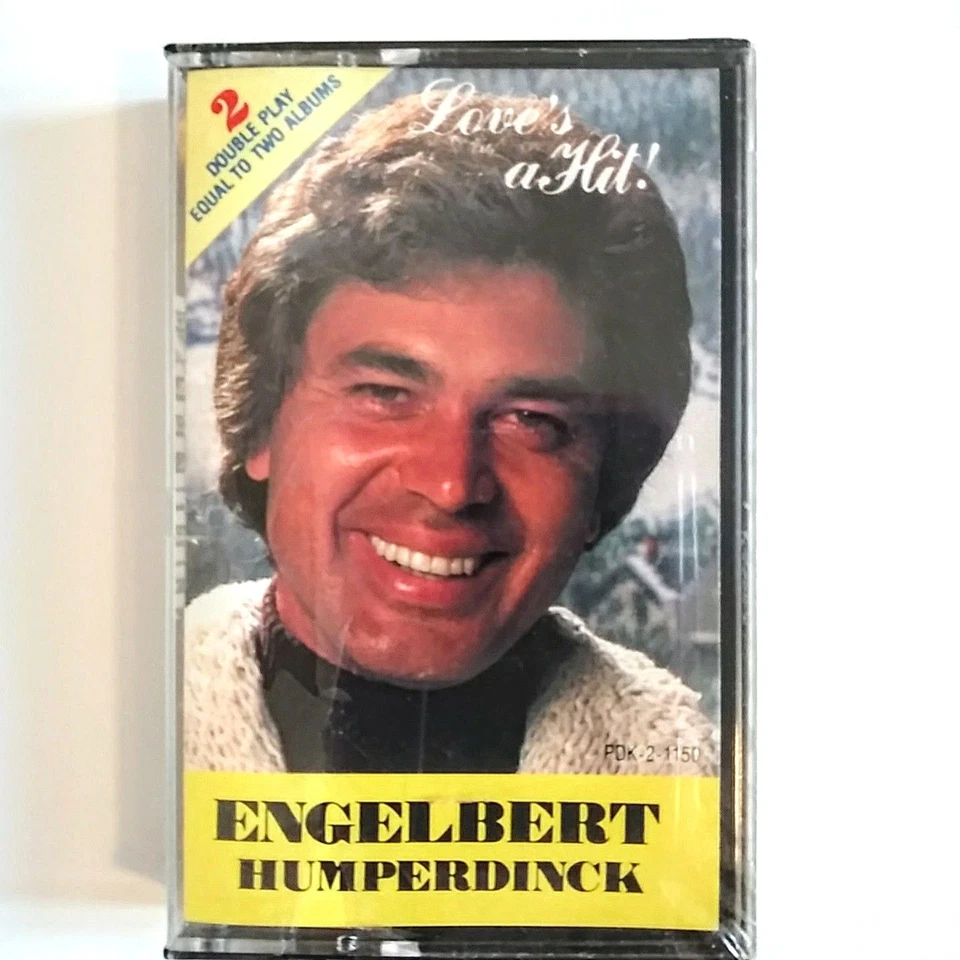 2
DOUBLE PLAY
EQUAL TO TWO ALBUMS
Love's
a Hit!
PDK-2-1150
ENGELBERT
HUMPERDINCK